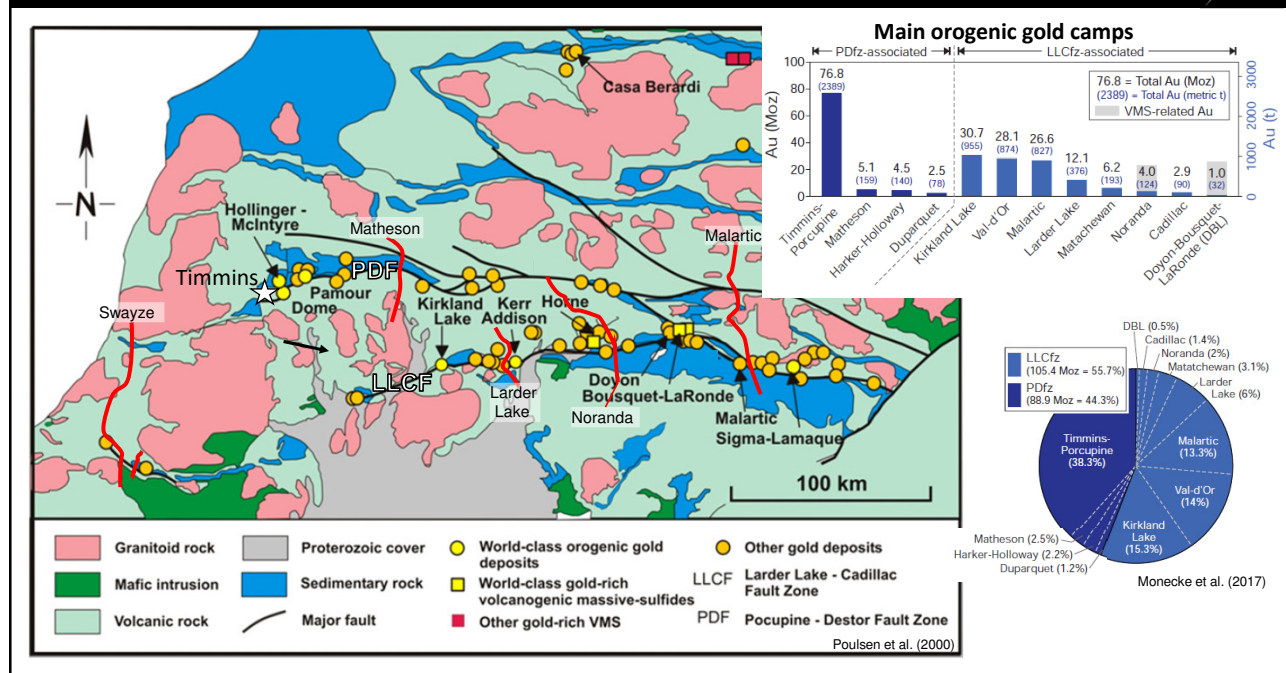 Main orogenic gold camps
PDfz-associated
LLCfz-associated
Au (Moz)
100
80
60
40
20
0
76.8
(2389)
5.1
(159)
4.5
(140)
2.5
(78)
30.7
(955)
28.1
(874)
26.6
(827)
12.1
(376)
6.2
(193)
4.0
(124)
2.9
(90)
1.0
(32)
76.8 = Total Au (Moz)
(2389) = Total Au (metric t)
VMS-related Au
3000
2000
1000
0
Au (t)
Timmins-
Porcupine
Matheson
Harker-Holloway
Duparquet
Kirkland Lake
Val-d'Or
Malartic
Larder Lake
Matachewan
Noranda
Cadillac
Doyon-Bousquet-
LaRonde (DBL)
Casa Berardi
N
Hollinger -
McIntyre
Matheson
Malartic
Timmins
PDF
Pamour
Dome
Swayze
Kirkland
Lake
Kerr
Addison
Horne
LLCF
Larder
Lake
Noranda
Doyon
Bousquet-LaRonde
Malartic
Sigma-Lamaque
100 km
Granitoid rock
Mafic intrusion
Volcanic rock
Proterozoic cover
Sedimentary rock
Major fault
World-class orogenic gold
deposits
World-class gold-rich
volcanogenic massive-sulfides
Other gold-rich VMS
Other gold deposits
LLCF Larder Lake - Cadillac
Fault Zone
PDF Pocupine - Destor Fault Zone
Poulsen et al. (2000)
LLCfz
(105.4 Moz = 55.7%)
PDfz
(88.9 Moz = 44.3%)
DBL (0.5%)
Cadillac (1.4%)
Noranda (2%)
Matatchewan (3.1%)
Larder
Lake (6%)
Malartic
(13.3%)
Val-d'Or
(14%)
Kirkland
Lake
(15.3%)
Timmins-
Porcupine
(38.3%)
Matheson (2.5%)
Harker-Holloway (2.2%)
Duparquet (1.2%)
Monecke et al. (2017)